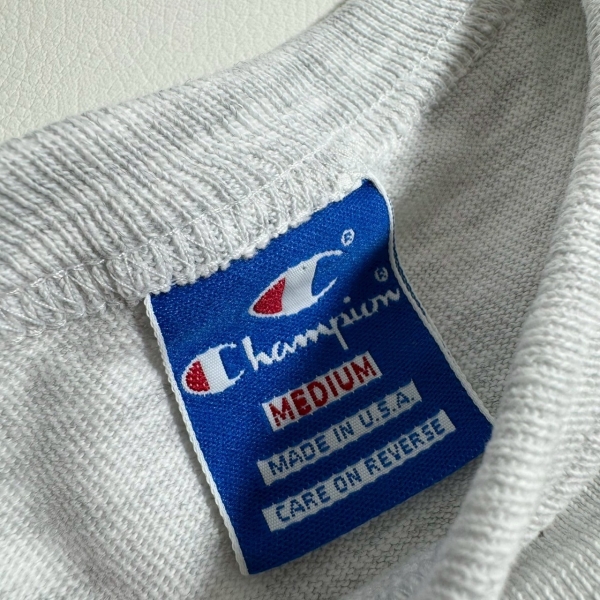 ®
®
Champion
MEDIUM
MADE IN U.S.A.
CARE ON REVERSE